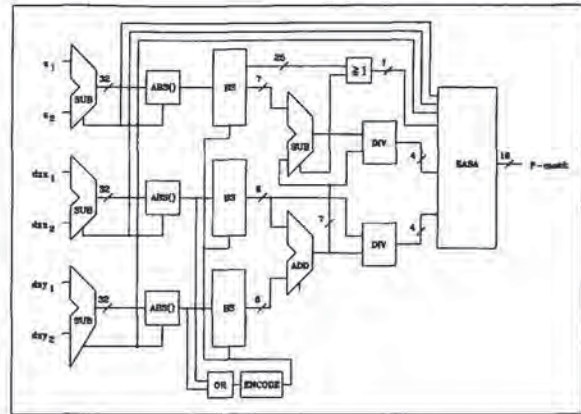 z1
z2
SUB
32
ABS()
BS
25
7
≥ 1
1
SUB
DIV
4
EASA
16
dzx1
dzx2
SUB
32
ABS()
BS
6
ADD
7
DIV
4
dzy1
dzy2
SUB
32
ABS()
BS
6
OR
ENCODE